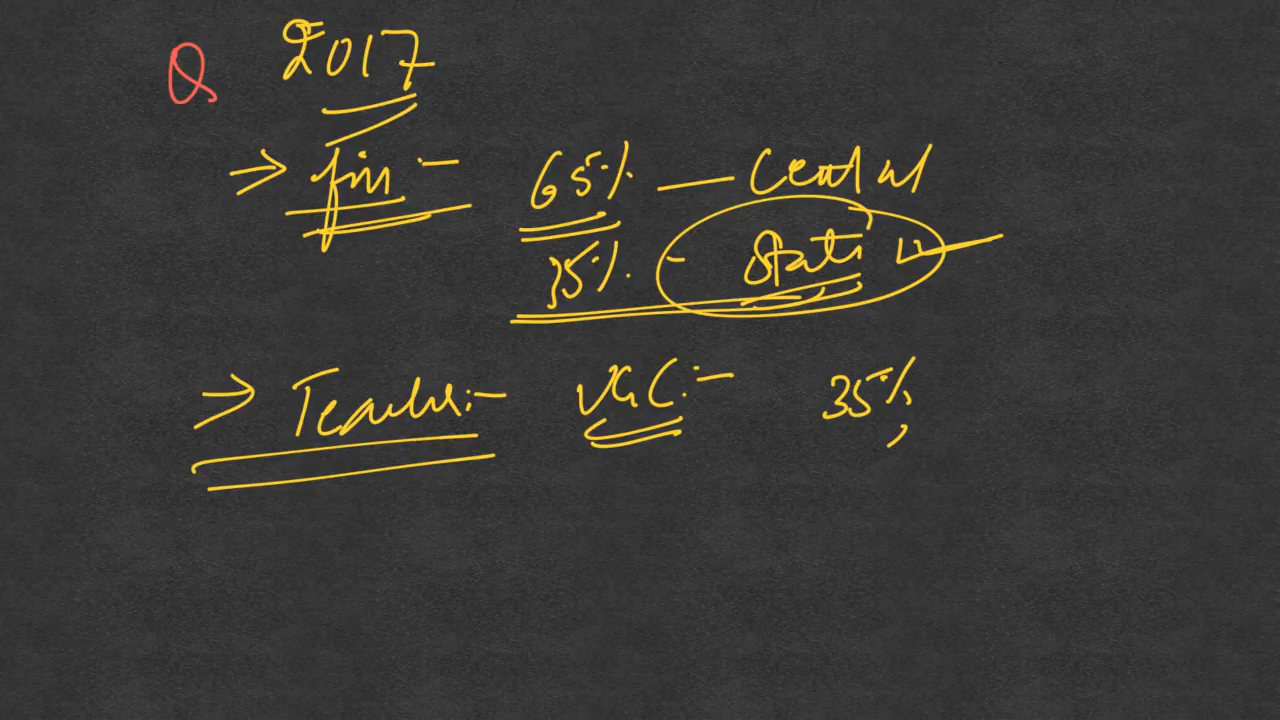 Q 2017
→ fin :- 65% — Central
35% - State
→ Teacher :- UGC :- 35%,